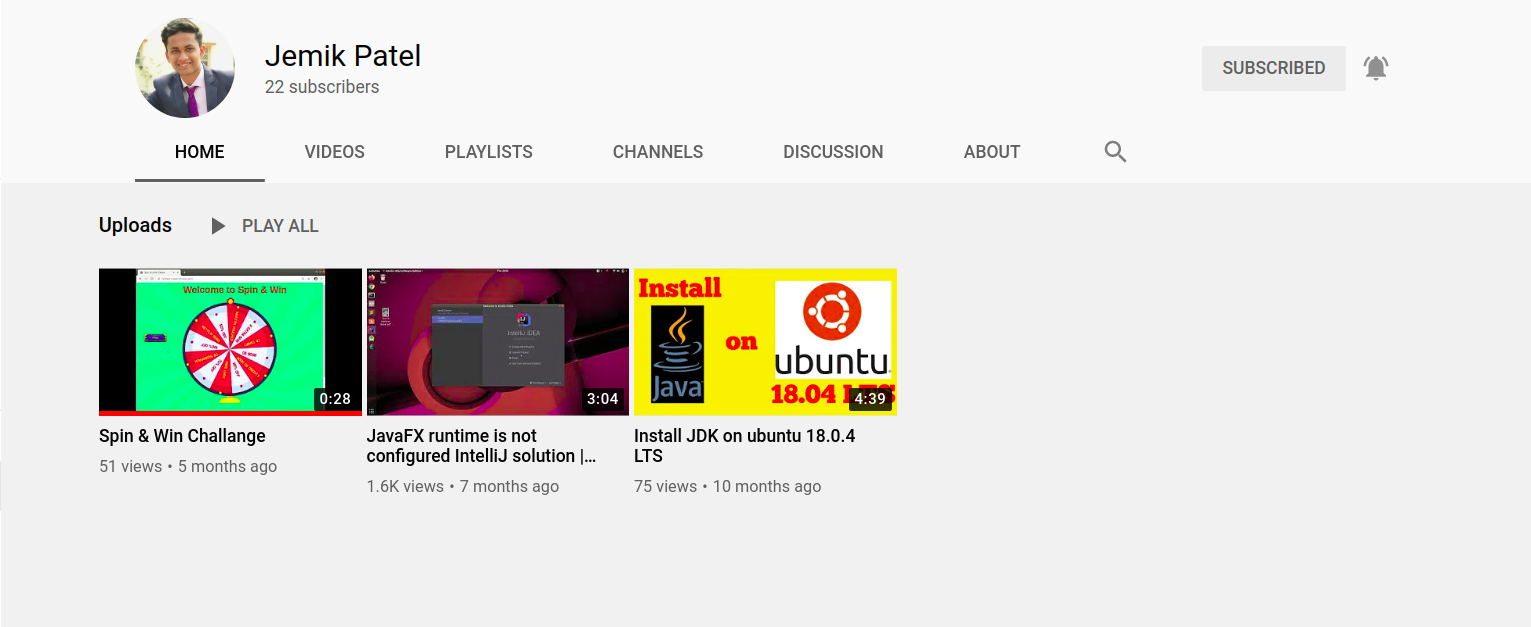 Jemik Patel
22 subscribers
SUBSCRIBED
HOME
VIDEOS
PLAYLISTS
CHANNELS
DISCUSSION
ABOUT
Uploads
PLAY ALL
Welcome to Spin & Win
0:28
Spin & Win Challange
51 views • 5 months ago
IntelliJ IDEA
3:04
JavaFX runtime is not
configured IntelliJ solution |...
1.6K views • 7 months ago
Install
Java
on
ubuntu
18.04 LTS
4:39
Install JDK on ubuntu 18.0.4
LTS
75 views • 10 months ago